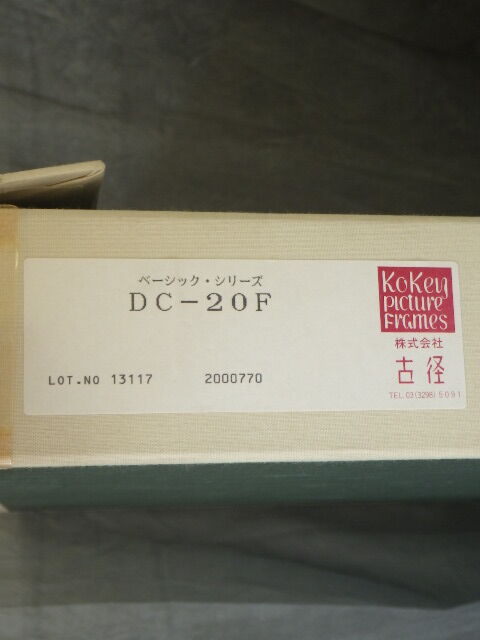 ベーシック・シリーズ
DC-20F
LOT.NO 13117 2000770
KoKen
picture
Frames
株式会社
古径
TEL.03(3298)5091